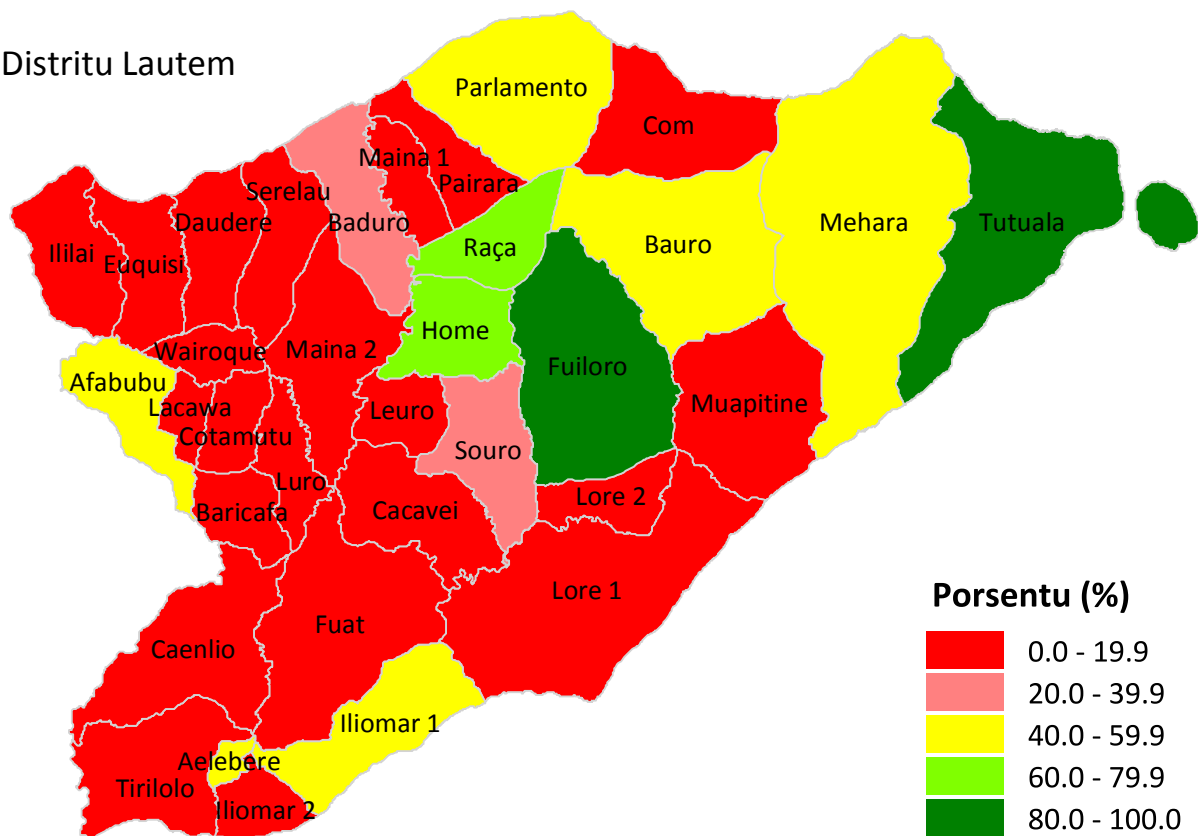 Distritu Lautem
Parlamento
Com
Maina 1
Pairara
Serelau
Daudere
Baduro
Mehara
Tutuala
Ililai
Euquisi
Raça
Bauro
Home
Wairoque
Maina 2
Fuiloro
Afabubu
Lacawa
Leuro
Muapitine
Cotamutu
Souro
Luro
Lore 2
Baricafa
Cacavei
Lore 1
Fuat
Caenlio
Iliomar 1
Aelebere
Tirilolo
Iliomar 2
Porsentu (%)
0.0 - 19.9
20.0 - 39.9
40.0 - 59.9
60.0 - 79.9
80.0 - 100.0